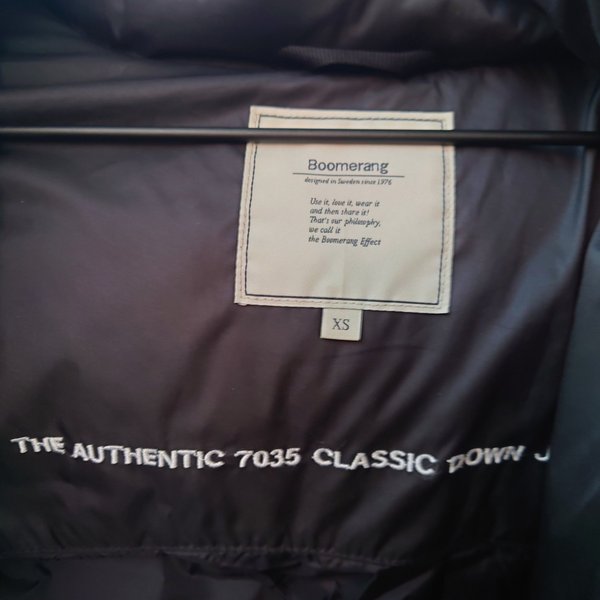 Boomerang
designed in Sweden since 1976
Use it, love it, wear it
and then share it!
That's our philosophy,
we call it
the Boomerang Effect
XS
THE AUTHENTIC 7035 CLASSIC DOWN J